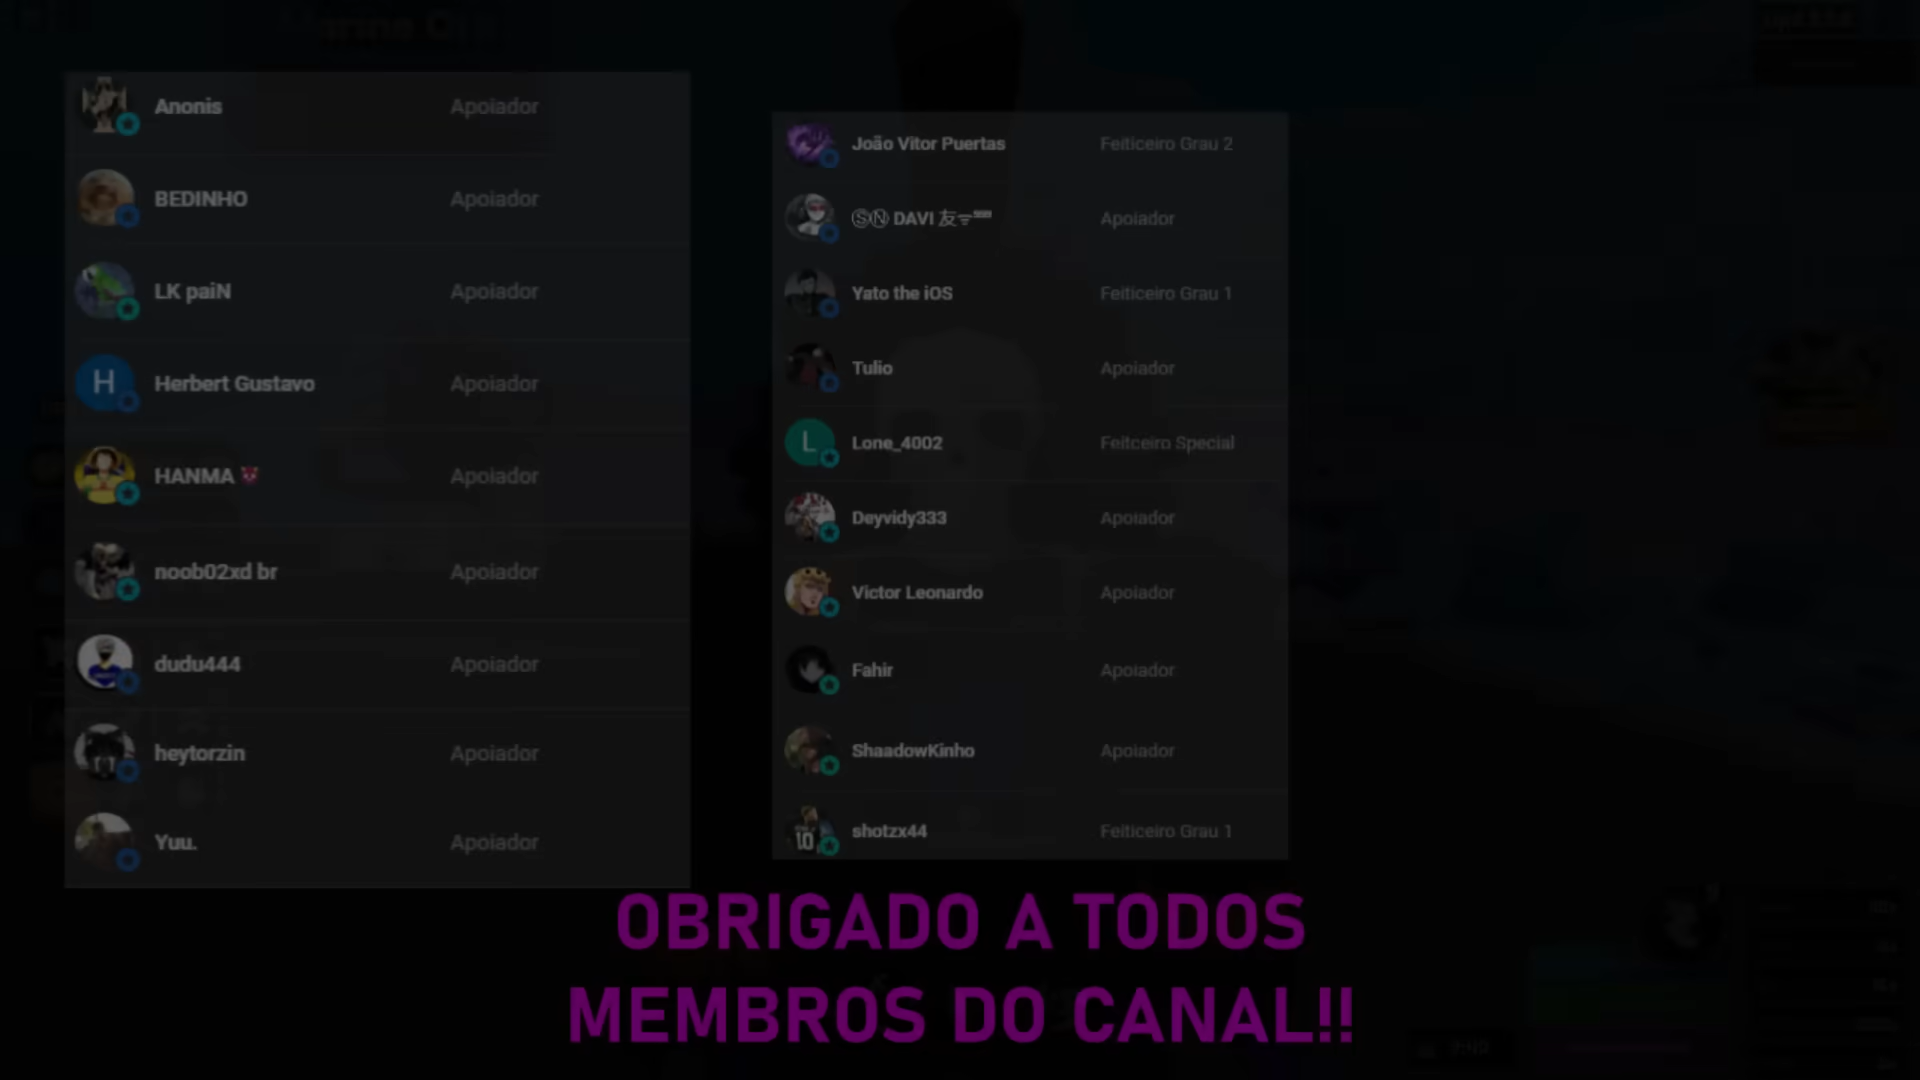 Anonis Apoiador
BEDINHO Apoiador
LK paiN Apoiador
H Herbert Gustavo Apoiador
HANMA Apoiador
noob02xd br Apoiador
dudu444 Apoiador
heytorzin Apoiador
Yuu. Apoiador
João Vitor Puertas Feiticeiro Grau 2
ⓈⓃ DAVI 友 Apoiador
Yato the iOS Feiticeiro Grau 1
Tulio Apoiador
L Lone_4002 Feitceiro Special
Deyvidy333 Apoiador
Victor Leonardo Apoiador
Fahir Apoiador
ShaadowKinho Apoiador
10 shotzx44 Feiticeiro Grau 1
OBRIGADO A TODOS
MEMBROS DO CANAL!!